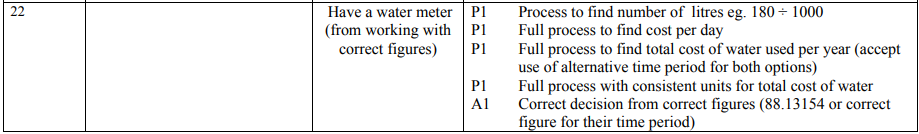 22
Have a water meter
(from working with
correct figures)
P1 Process to find number of litres eg. 180 ÷ 1000
P1 Full process to find cost per day
P1 Full process to find total cost of water used per year (accept
use of alternative time period for both options)
P1 Full process with consistent units for total cost of water
A1 Correct decision from correct figures (88.13154 or correct
figure for their time period)